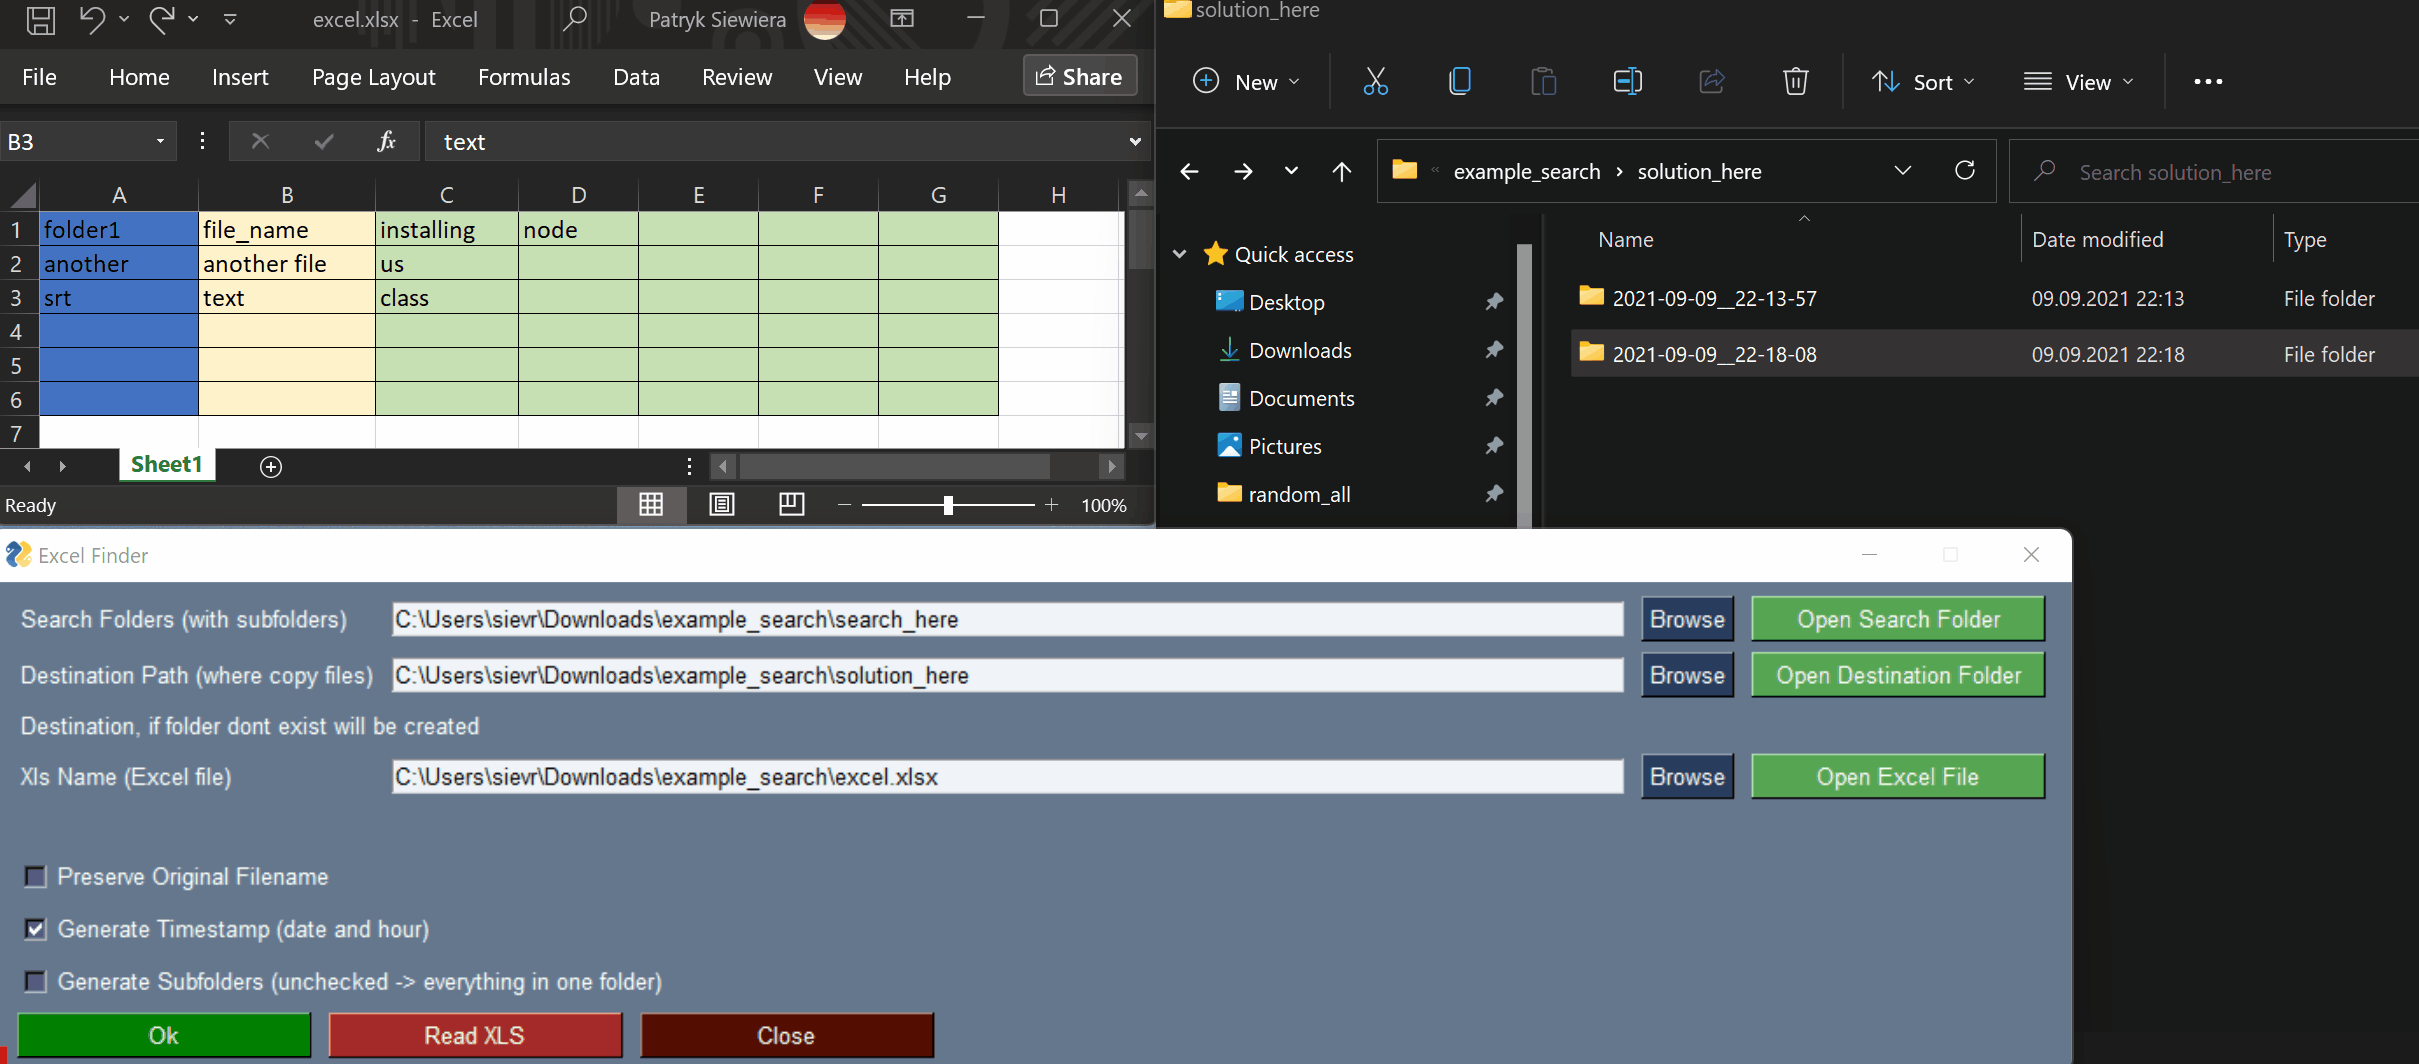 excel.xlsx - Excel
Patryk Siewiera
File Home Insert Page Layout Formulas Data Review View Help Share
B3 fx text
A B C D E F G H
1 folder1 file_name installing node
2 another another file us
3 srt text class
4
5
6
7
Sheet1
Ready 100%
solution_here
New Sort View
« example_search › solution_here Search solution_here
Name Date modified Type
Quick access
Desktop
Downloads
Documents
Pictures
random_all
2021-09-09__22-13-57 09.09.2021 22:13 File folder
2021-09-09__22-18-08 09.09.2021 22:18 File folder
Excel Finder
Search Folders (with subfolders) C:\Users\sievr\Downloads\example_search\search_here Browse Open Search Folder
Destination Path (where copy files) C:\Users\sievr\Downloads\example_search\solution_here Browse Open Destination Folder
Destination, if folder dont exist will be created
Xls Name (Excel file) C:\Users\sievr\Downloads\example_search\excel.xlsx Browse Open Excel File
Preserve Original Filename
Generate Timestamp (date and hour)
Generate Subfolders (unchecked -> everything in one folder)
Ok Read XLS Close